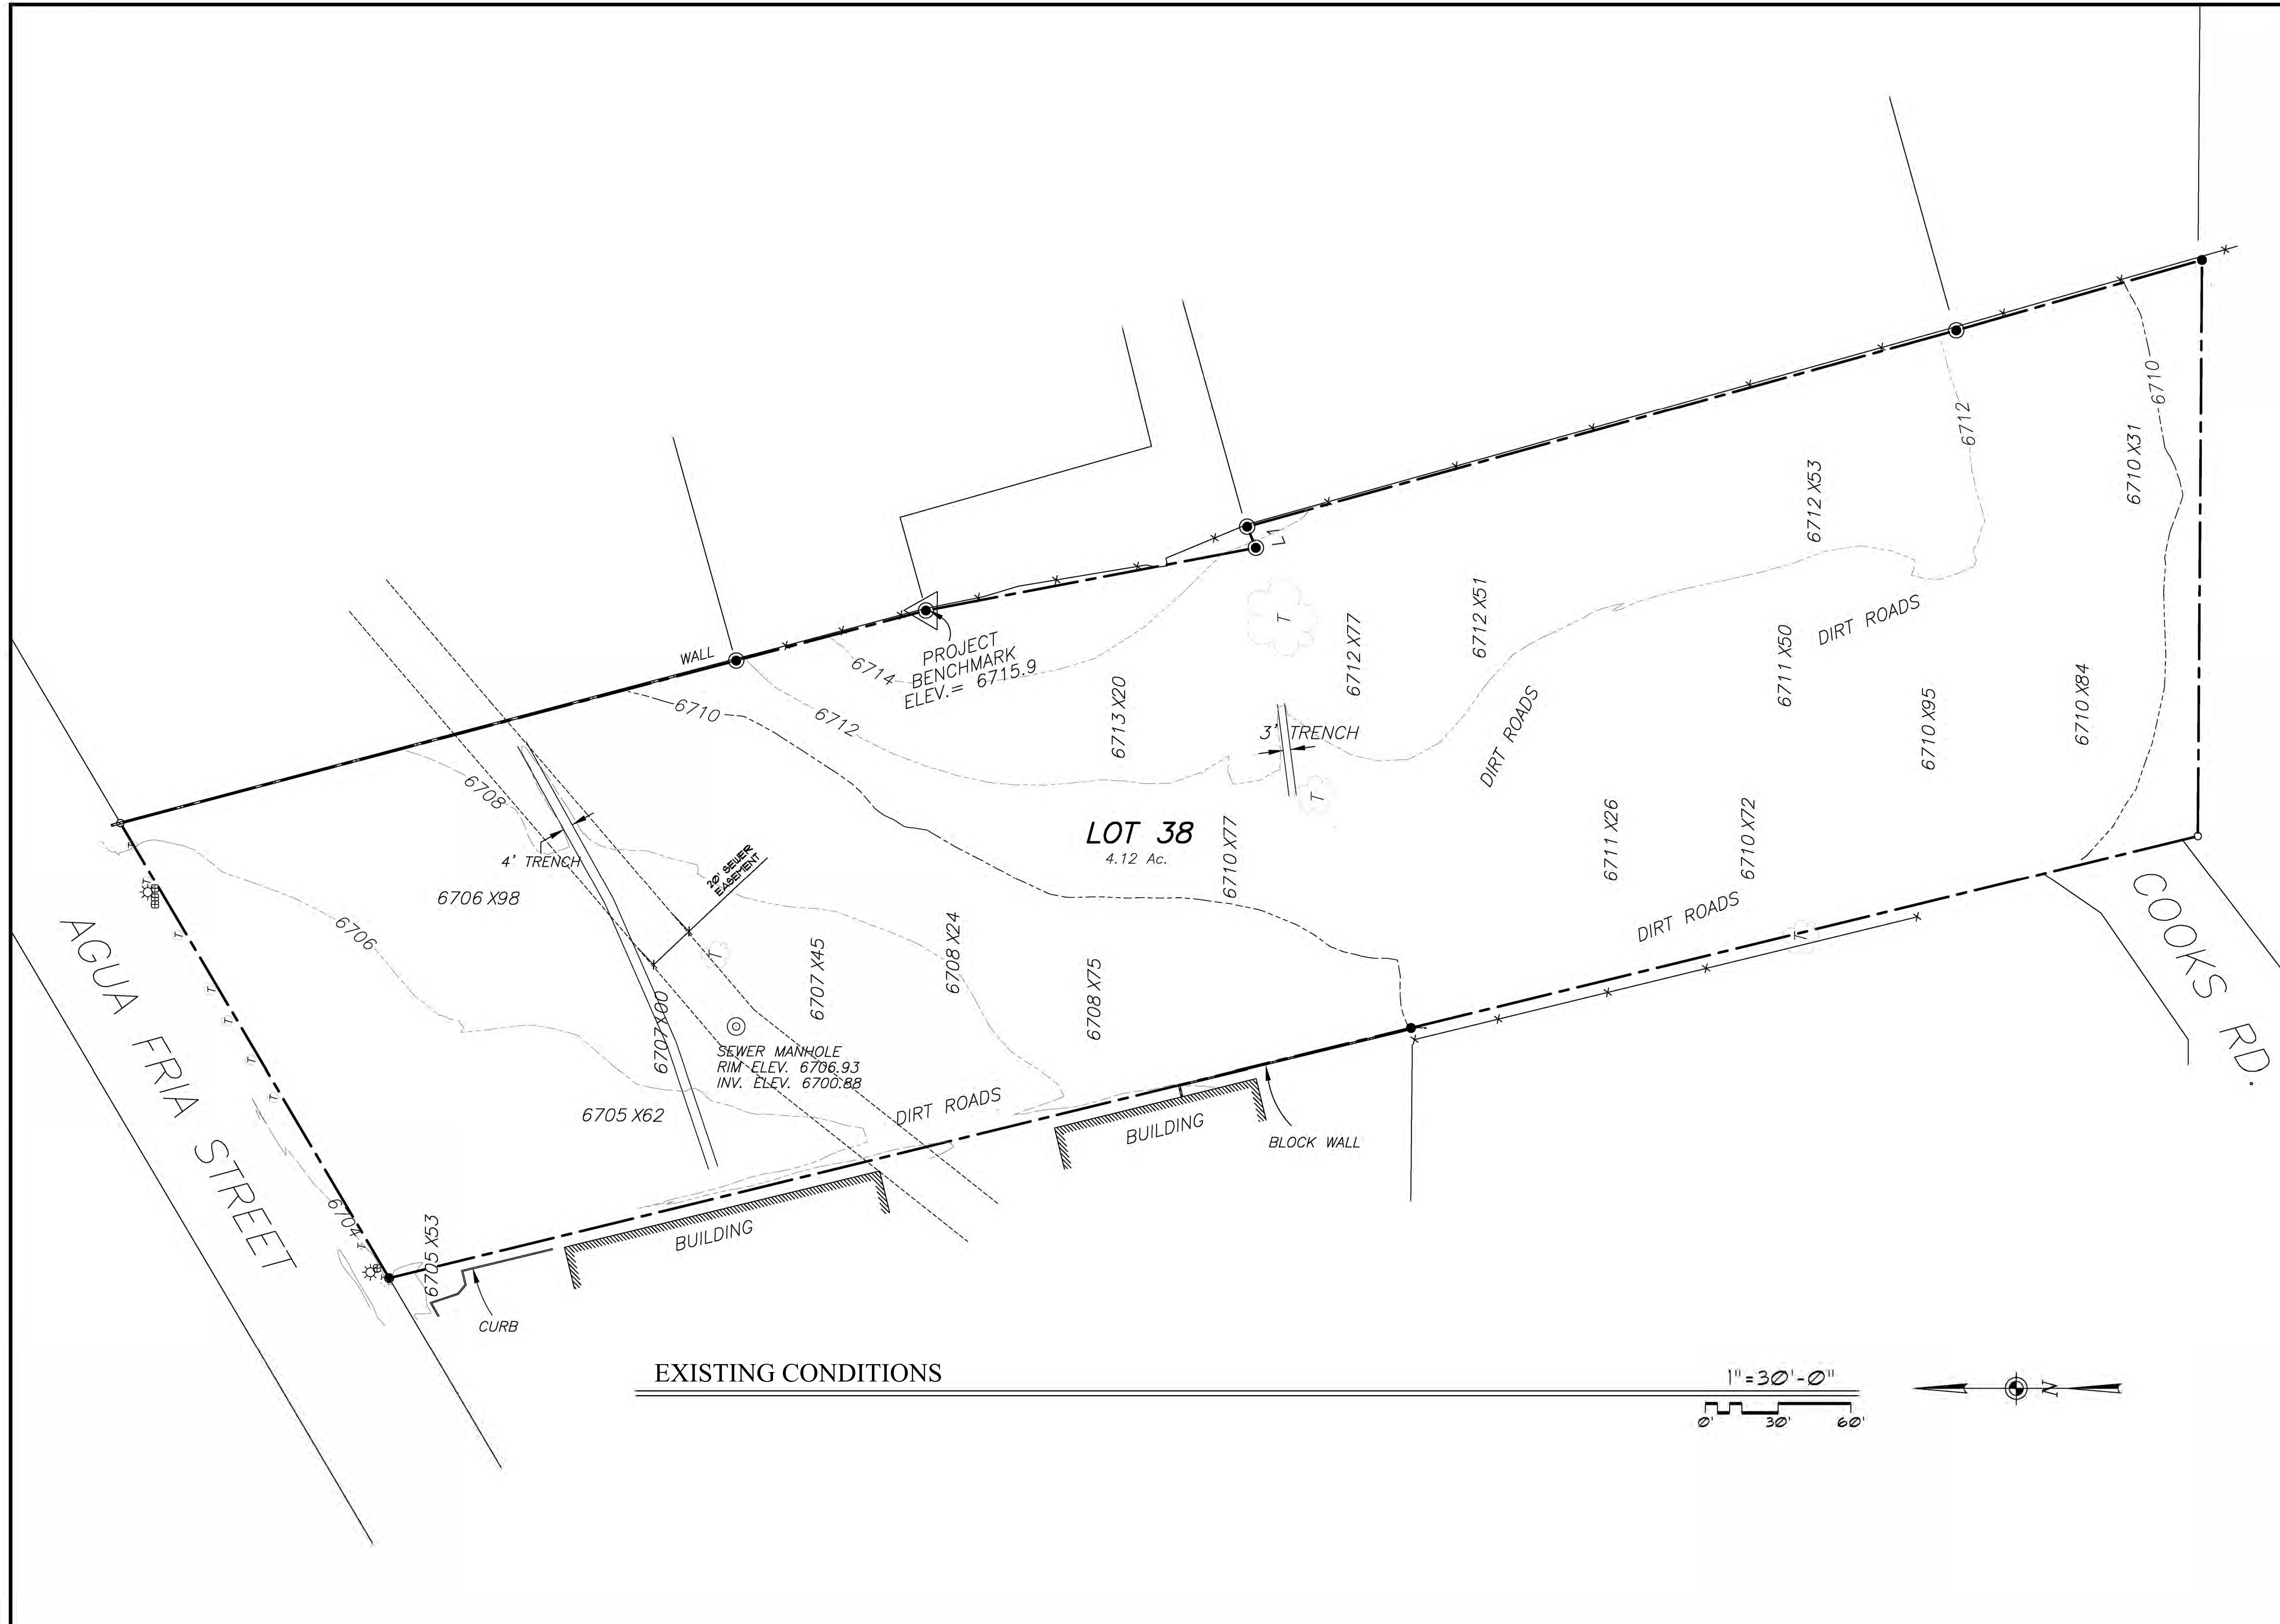 6710
6712
6710 X31
6712 X53
L1
T
6712 X51
DIRT ROADS
6712 X77
6711 X50
PROJECT
BENCHMARK
ELEV.= 6715.9
WALL
6714
6710
6712
6713 X20
3' TRENCH
DIRT ROADS
6710 X95
6710 X84
6708
T
LOT 38
4.12 Ac.
6710 X77
6711 X26
6710 X72
4' TRENCH
20' SEWER
EASEMENT
6706 X98
6706
T
6707 X45
6708 X24
6708 X75
DIRT ROADS
T
COOKS RD.
AGUA FRIA STREET
6707 X00
SEWER MANHOLE
RIM ELEV. 6706.93
INV. ELEV. 6700.88
6705 X62
DIRT ROADS
BUILDING
BLOCK WALL
6704
6705 X53
BUILDING
CURB
EXISTING CONDITIONS
1"=30'-0"
0' 30' 60'
N